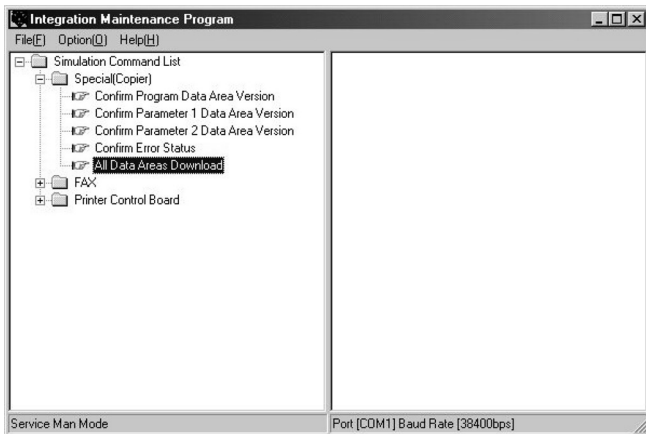 Integration Maintenance Program
File(F) Option(O) Help(H)
Simulation Command List
Special(Copier)
Confirm Program Data Area Version
Confirm Parameter 1 Data Area Version
Confirm Parameter 2 Data Area Version
Confirm Error Status
All Data Areas Download
FAX
Printer Control Board
Service Man Mode
Port [COM1] Baud Rate [38400bps]